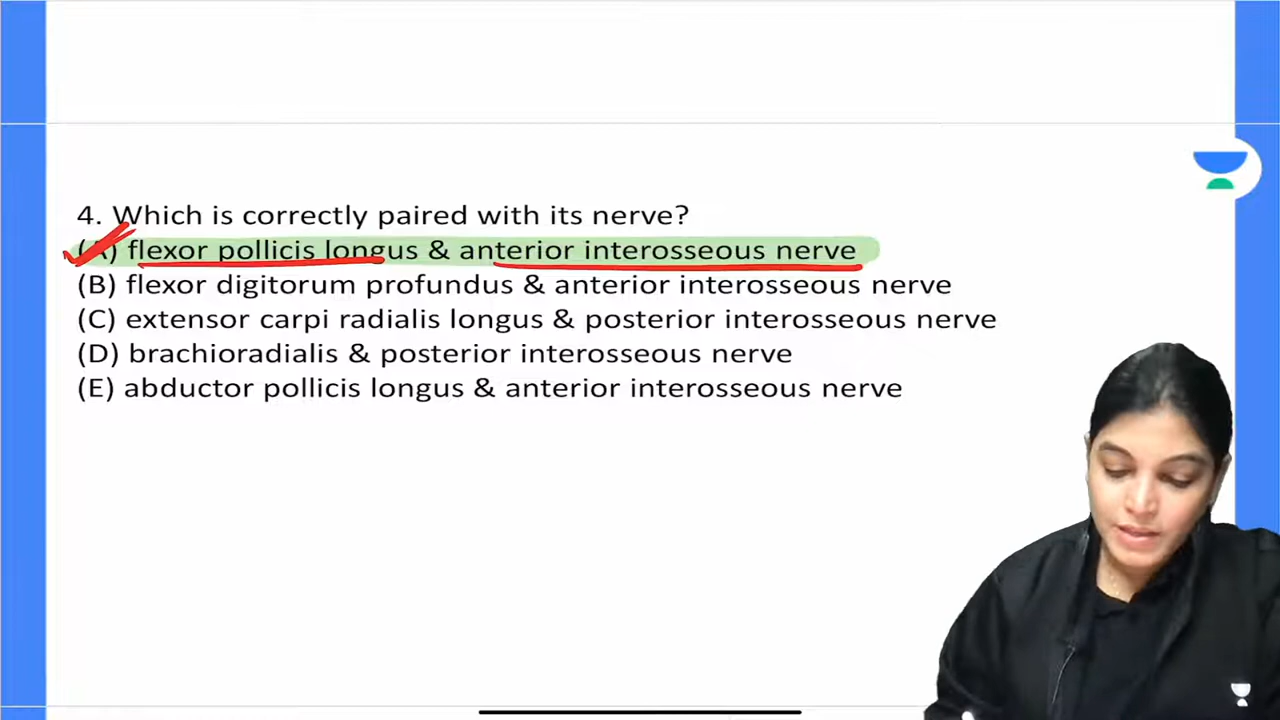 4. Which is correctly paired with its nerve?
(A) flexor pollicis longus & anterior interosseous nerve
(B) flexor digitorum profundus & anterior interosseous nerve
(C) extensor carpi radialis longus & posterior interosseous nerve
(D) brachioradialis & posterior interosseous nerve
(E) abductor pollicis longus & anterior interosseous nerve